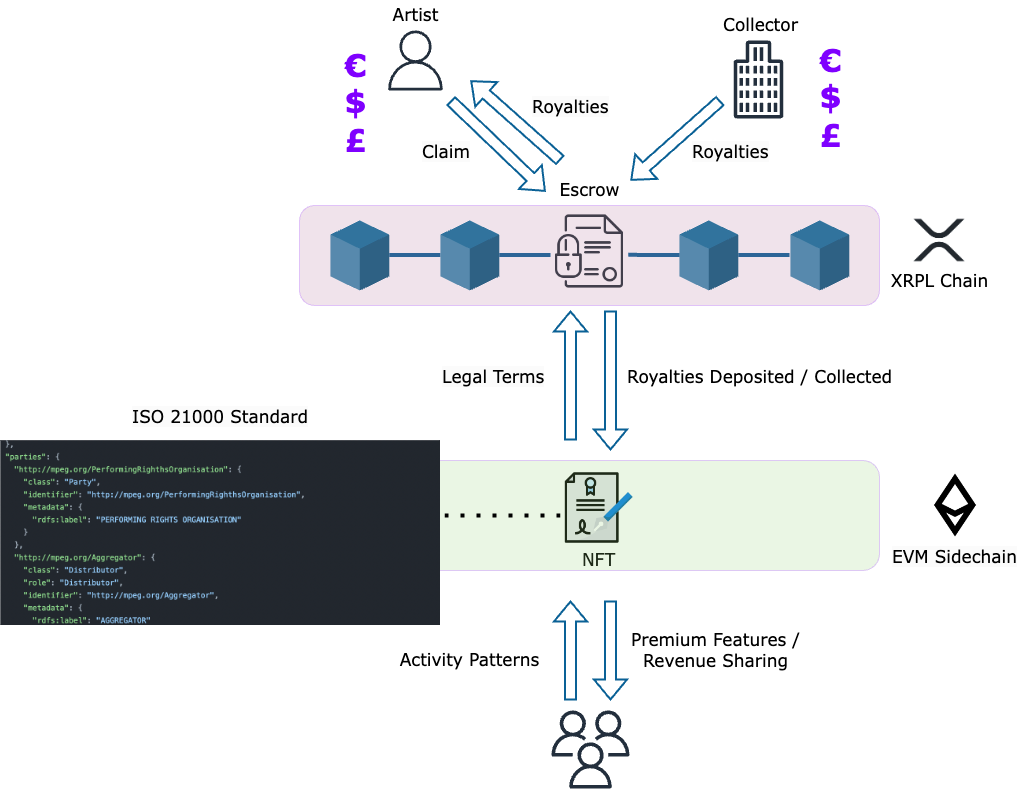 Artist
Collector
€
$
£
€
$
£
Royalties
Claim
Royalties
Escrow
XRPL Chain
Legal Terms
Royalties Deposited / Collected
ISO 21000 Standard
},
"parties": {
"http://mpeg.org/PerformingRighthsOrganisation": {
"class": "Party",
"identifier": "http://mpeg.org/PerformingRighthsOrganisation",
"metadata": {
"rdfs:label": "PERFORMING RIGHTS ORGANISATION"
}
},
"http://mpeg.org/Aggregator": {
"class": "Distributor",
"role": "Distributor",
"identifier": "http://mpeg.org/Aggregator",
"metadata": {
"rdfs:label": "AGGREGATOR"
NFT
EVM Sidechain
Activity Patterns
Premium Features /
Revenue Sharing